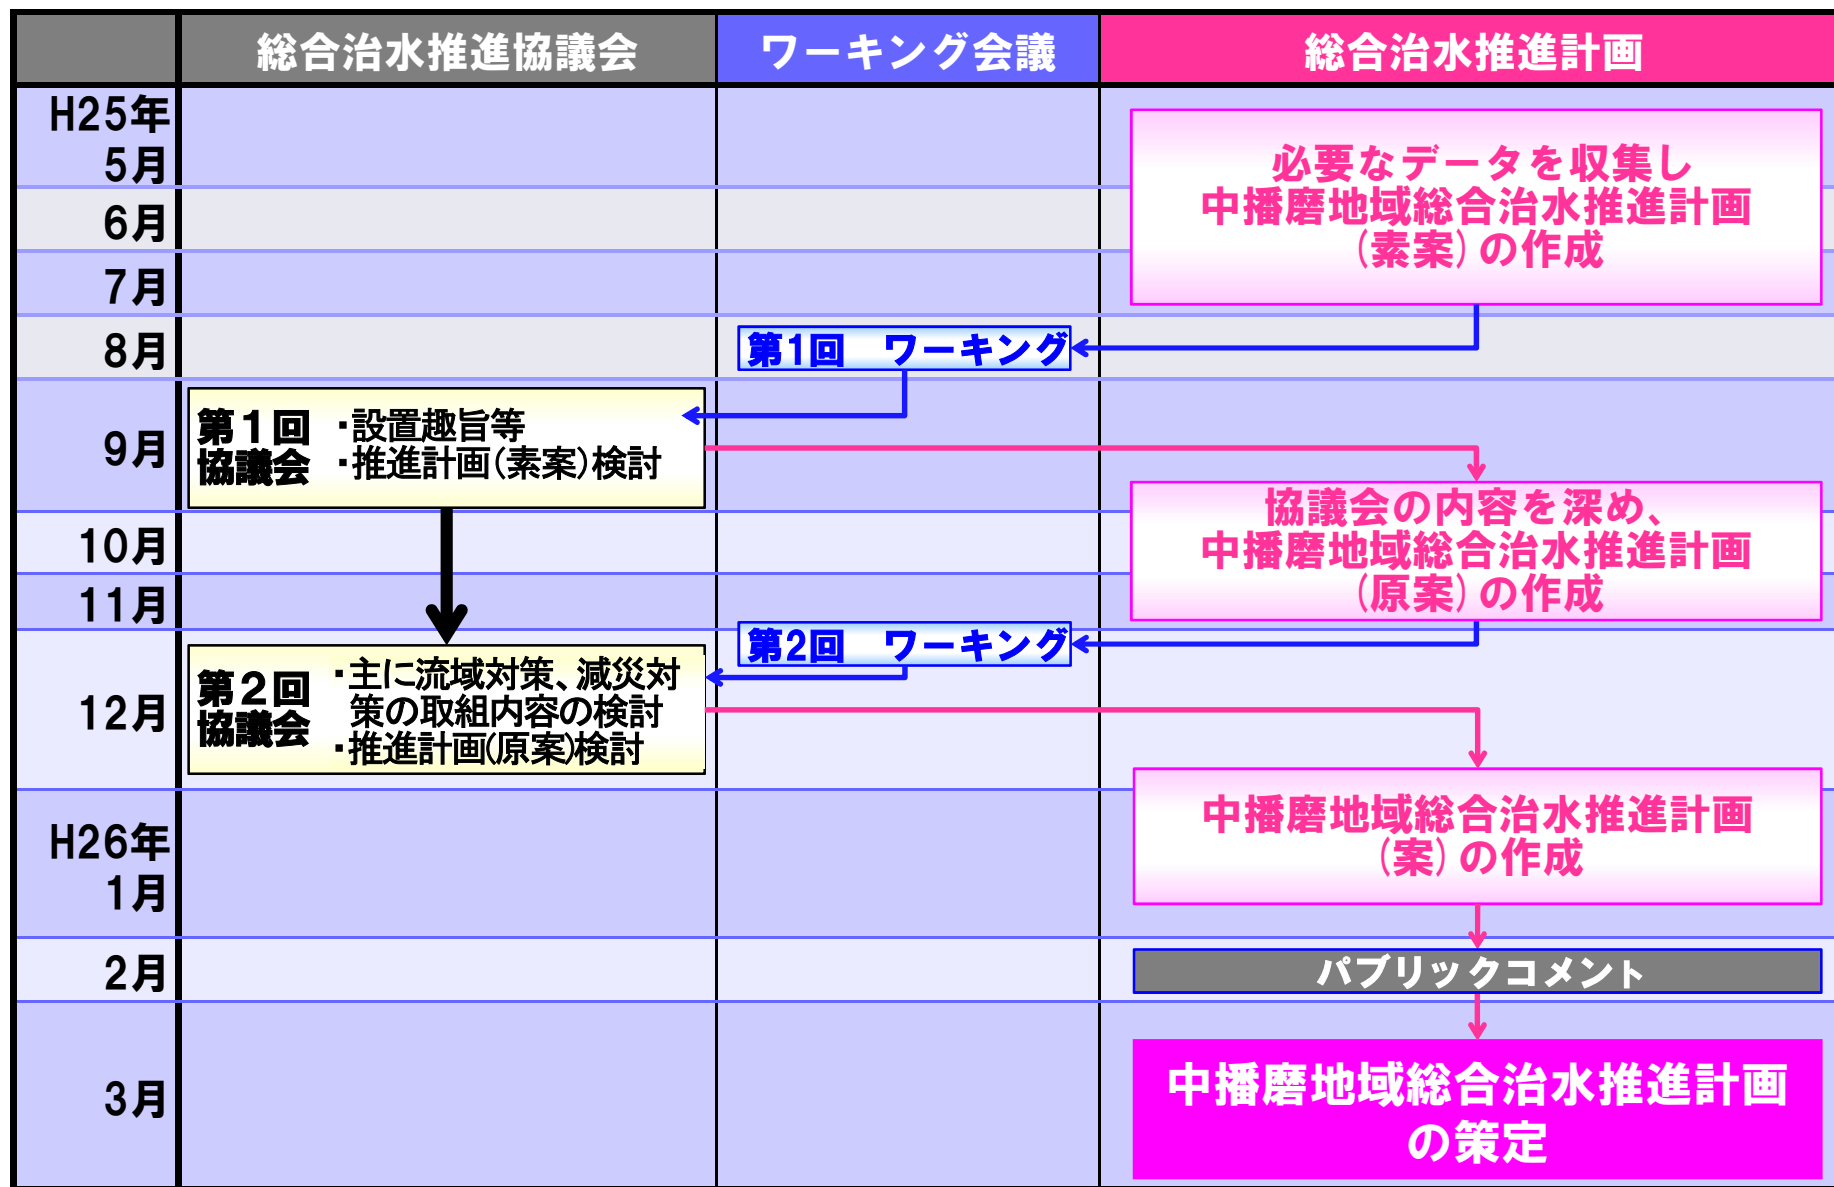 総合治水推進協議会
ワーキング会議
総合治水推進計画
H25年
5月
必要なデータを収集し
中播磨地域総合治水推進計画
(素案)の作成
6月
7月
8月
第1回　ワーキング
9月
第１回
協議会
・設置趣旨等
・推進計画(素案)検討
協議会の内容を深め、
中播磨地域総合治水推進計画
(原案)の作成
10月
11月
第2回　ワーキング
12月
第２回
協議会
・主に流域対策、減災対
策の取組内容の検討
・推進計画(原案)検討
中播磨地域総合治水推進計画
(案)の作成
H26年
1月
2月
パブリックコメント
3月
中播磨地域総合治水推進計画
の策定